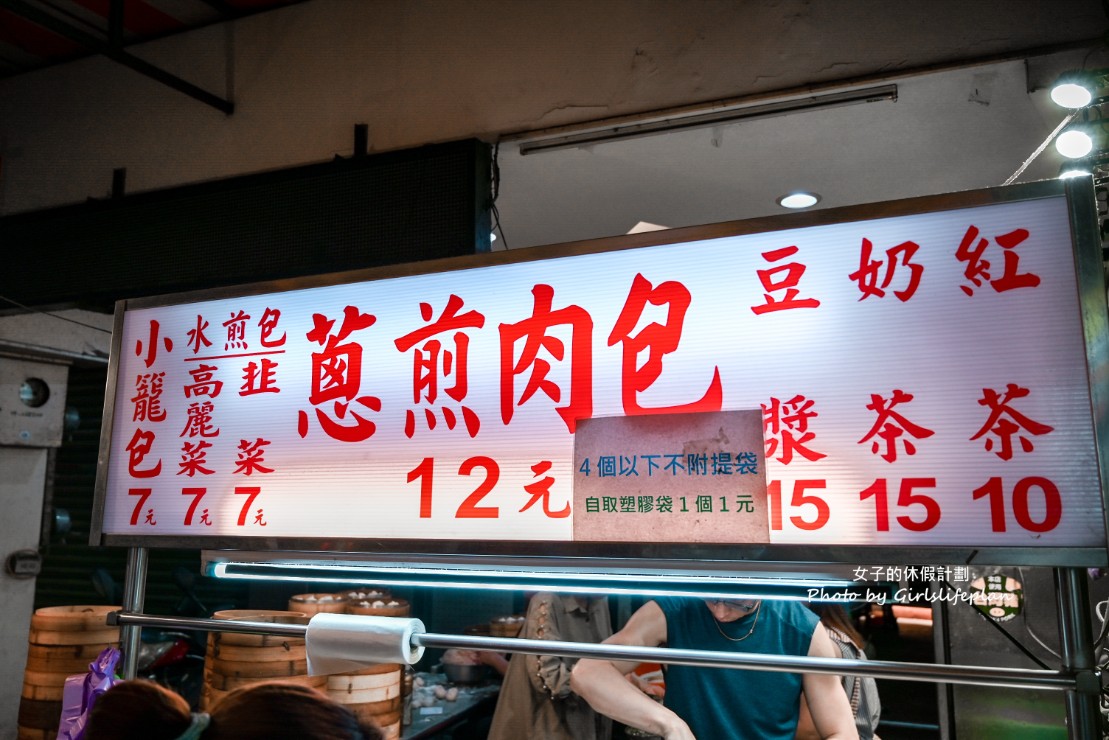 小籠包 7元
水煎包
高麗菜 7元
韭菜 7元
蔥煎肉包
12元
4個以下不附提袋
自取塑膠袋1個1元
豆漿 15
奶茶 15
紅茶 10
女子的休假計劃
Photo by Girlslifeplan